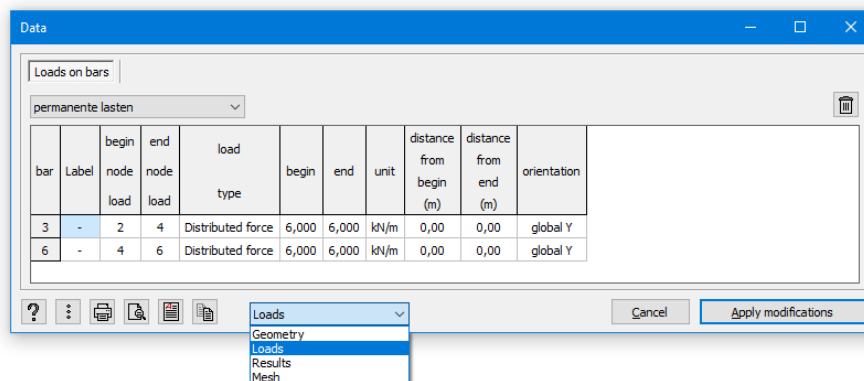 Data
Loads on bars
permanente lasten
bar Label begin node load end node load load type begin end unit distance from begin (m) distance from end (m) orientation
3 - 2 4 Distributed force 6,000 6,000 kN/m 0,00 0,00 global Y
6 - 4 6 Distributed force 6,000 6,000 kN/m 0,00 0,00 global Y
? Loads Cancel Apply modifications
Geometry
Loads
Results
Mesh